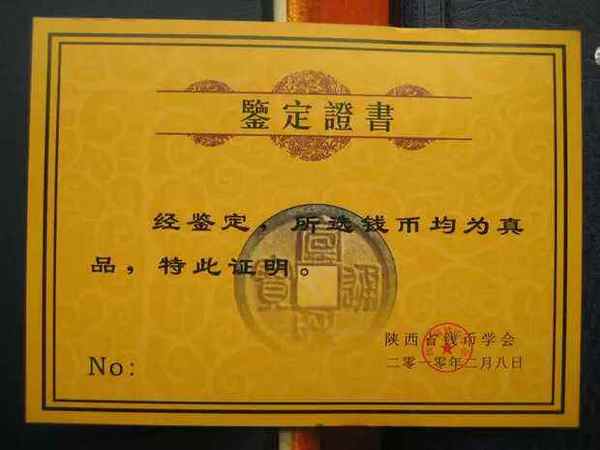 鑒定證書
经鉴定，所选钱币均为真
品，特此证明。
陕西省钱币学会
二零一零年二月八日
No: